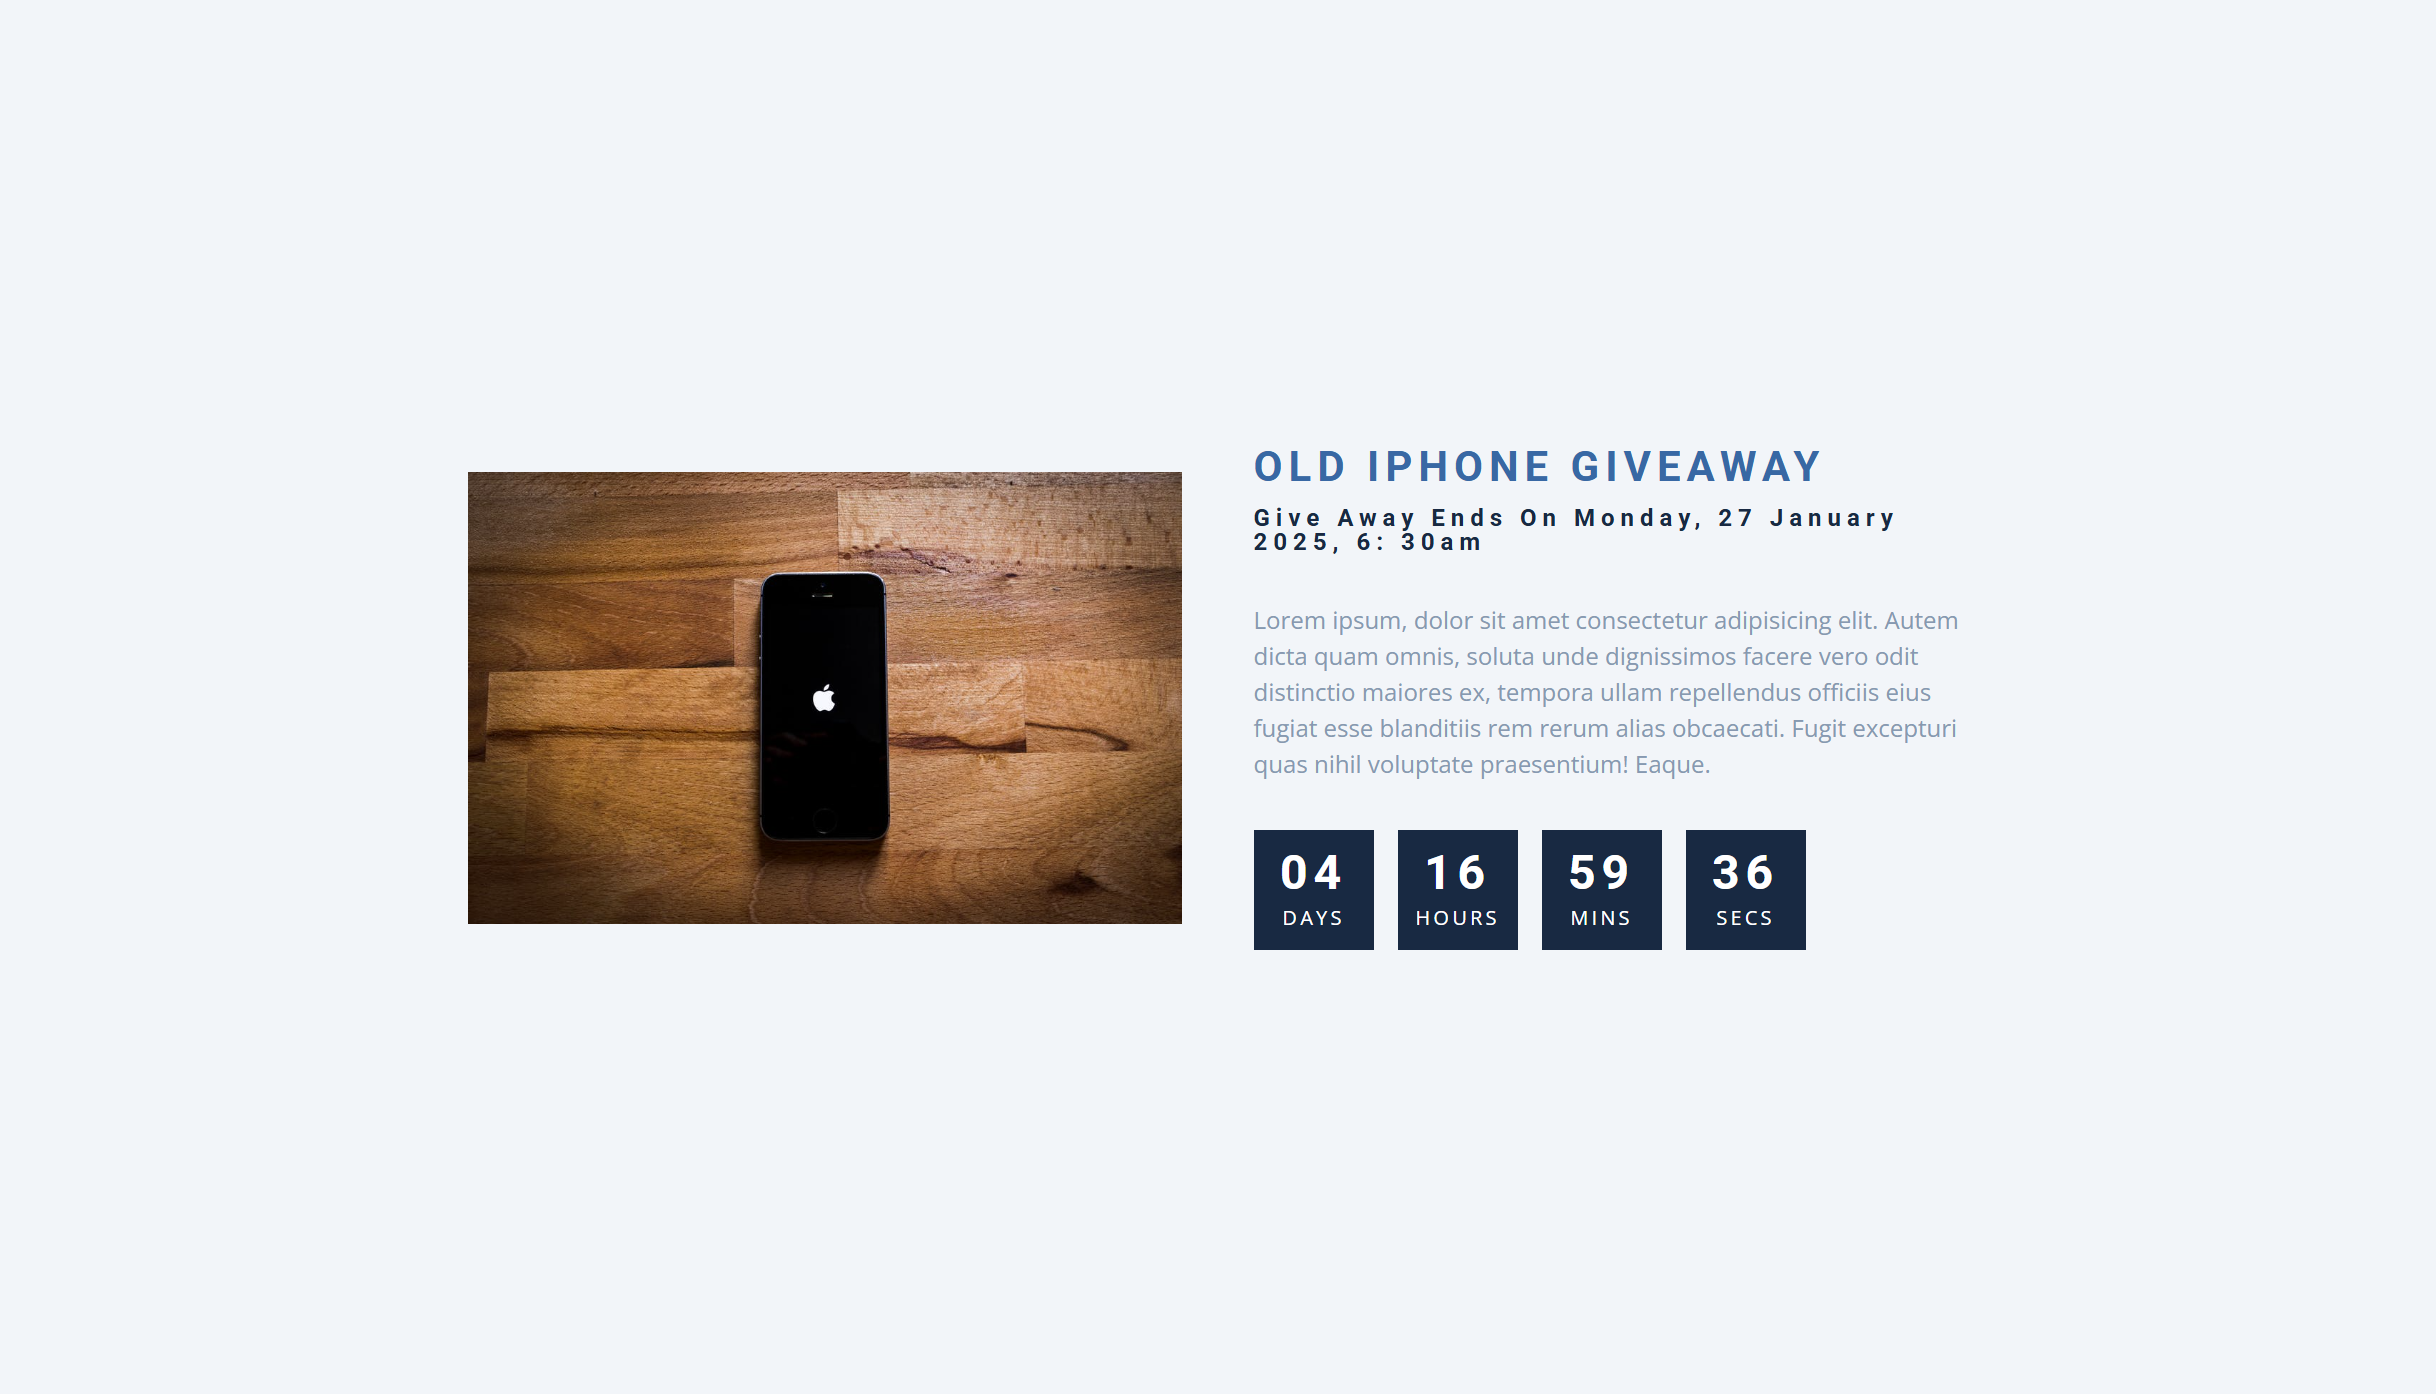 OLD IPHONE GIVEAWAY
Give Away Ends On Monday, 27 January
2025, 6: 30am
Lorem ipsum, dolor sit amet consectetur adipisicing elit. Autem
dicta quam omnis, soluta unde dignissimos facere vero odit
distinctio maiores ex, tempora ullam repellendus officiis eius
fugiat esse blanditiis rem rerum alias obcaecati. Fugit excepturi
quas nihil voluptate praesentium! Eaque.
04 16 59 36
DAYS HOURS MINS SECS